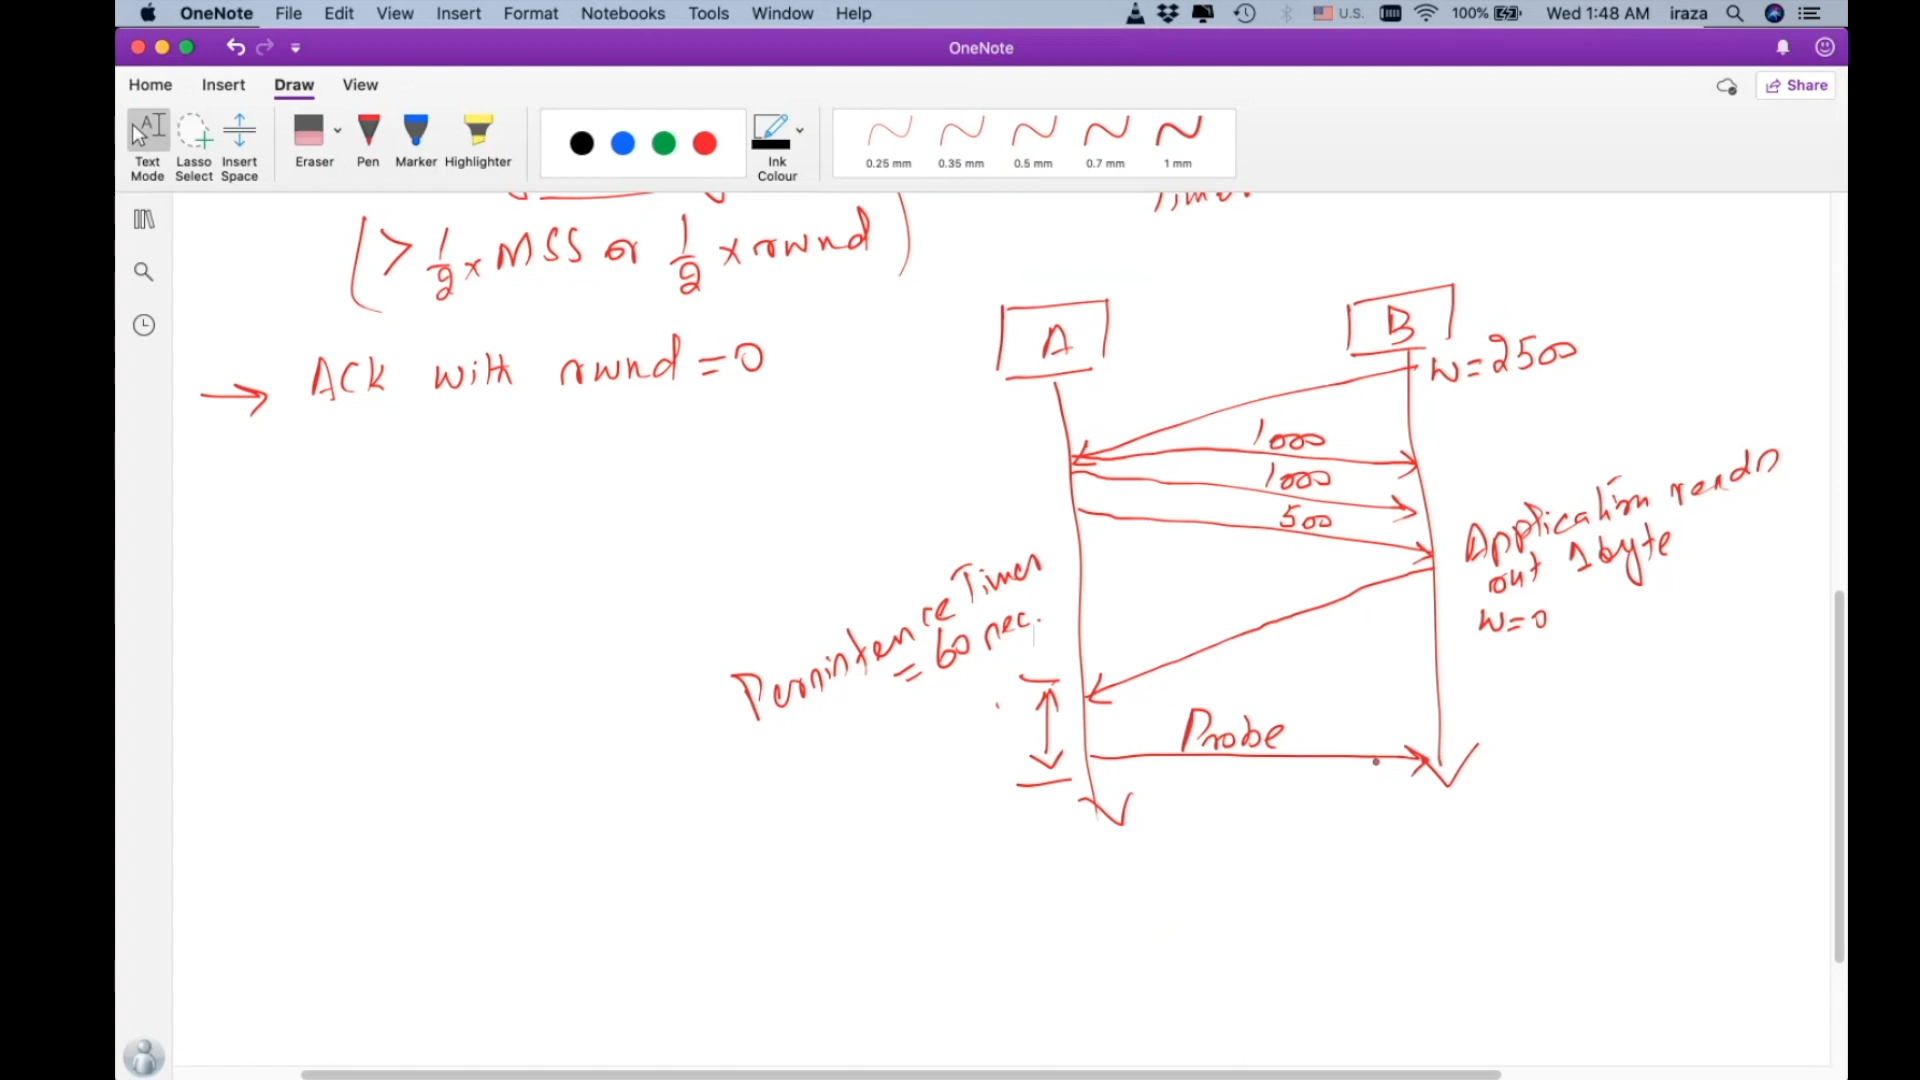 OneNote File Edit View Insert Format Notebooks Tools Window Help U.S. 100% Wed 1:48 AM iraza
OneNote
Home Insert Draw View Share
Text Mode
Lasso Select
Insert Space
Eraser
Pen
Marker
Highlighter
Ink Colour
0.25 mm 0.35 mm 0.5 mm 0.7 mm 1 mm
(> 1/2 x MSS or 1/2 x rwnd)
→ ACK with rwnd = 0
A
B
W=2500
1000
1000
500
Application reads
out 1 byte
W=0
Persistence Timer
= 60 sec.
Probe